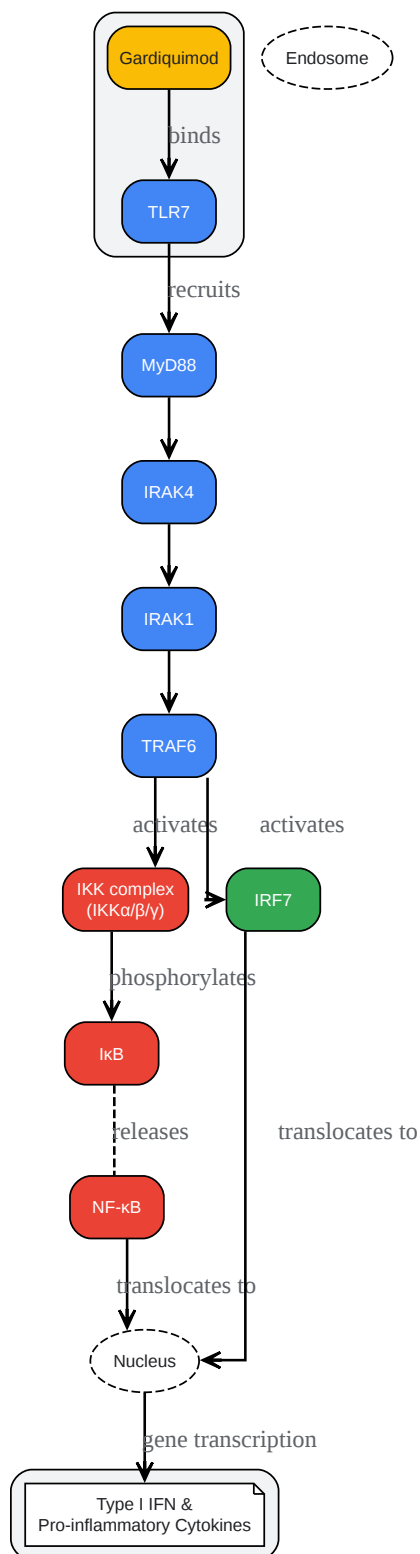 Gardiquimod
Endosome
binds
TLR7
recruits
MyD88
IRAK4
IRAK1
TRAF6
activates
activates
IKK complex
(IKKα/β/γ)
IRF7
phosphorylates
IκB
releases
translocates to
NF-κB
translocates to
Nucleus
gene transcription
Type I IFN &
Pro-inflammatory Cytokines